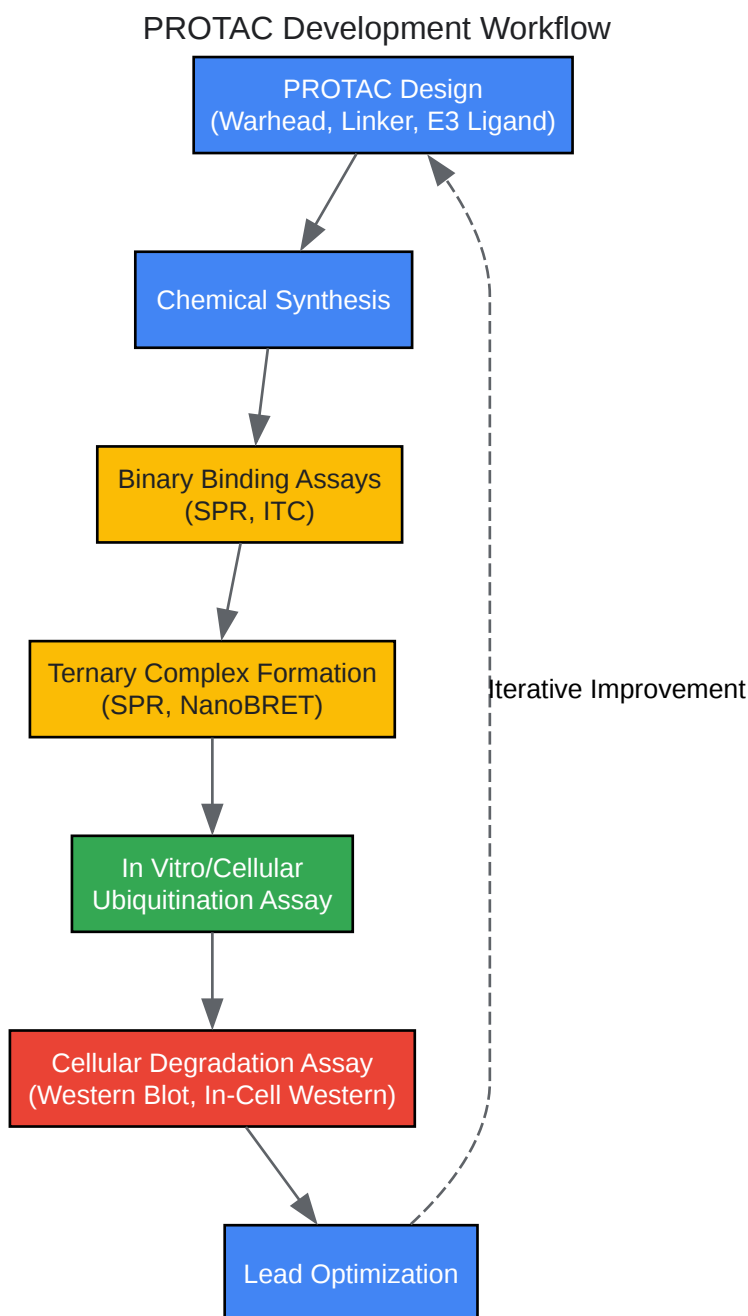 PROTAC Development Workflow
PROTAC Design
(Warhead, Linker, E3 Ligand)
Chemical Synthesis
Binary Binding Assays
(SPR, ITC)
Ternary Complex Formation
(SPR, NanoBRET)
Iterative Improvement
In Vitro/Cellular
Ubiquitination Assay
Cellular Degradation Assay
(Western Blot, In-Cell Western)
Lead Optimization